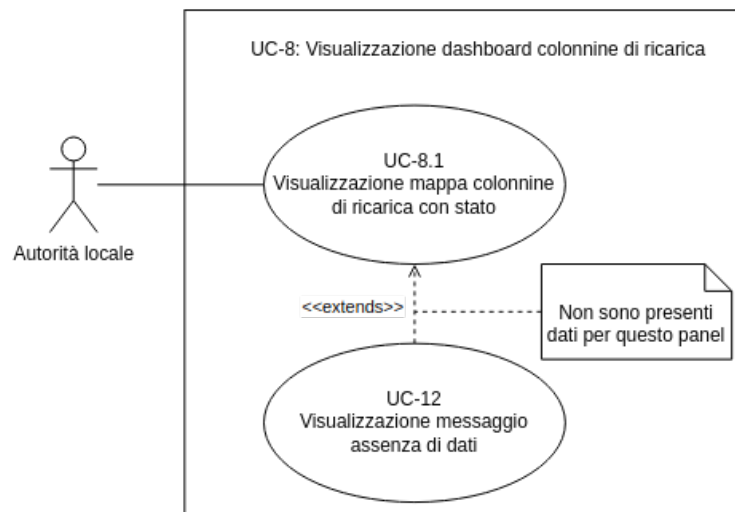 UC-8: Visualizzazione dashboard colonnine di ricarica
UC-8.1
Visualizzazione mappa colonnine
di ricarica con stato
Autorità locale
<<extends>>
Non sono presenti
dati per questo panel
UC-12
Visualizzazione messaggio
assenza di dati